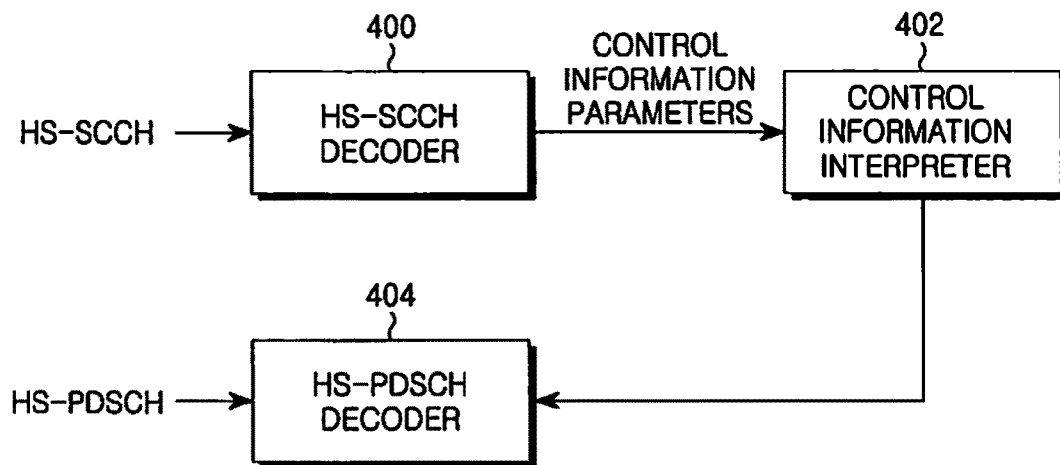 400
402
CONTROL
INFORMATION
PARAMETERS
HS-SCCH
HS-SCCH
DECODER
CONTROL
INFORMATION
INTERPRETER
404
HS-PDSCH
HS-PDSCH
DECODER